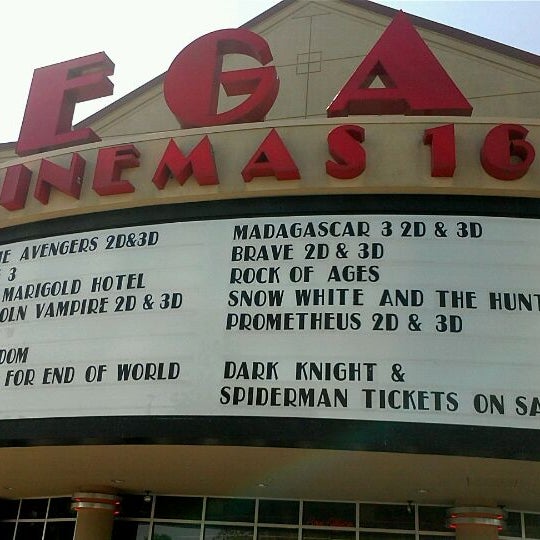 EGA
CINEMAS 16
AVENGERS 2D&3D
3
MARIGOLD HOTEL
OLN VAMPIRE 2D & 3D
DOM
FOR END OF WORLD
MADAGASCAR 3 2D & 3D
BRAVE 2D & 3D
ROCK OF AGES
SNOW WHITE AND THE HUNT
PROMETHEUS 2D & 3D
DARK KNIGHT &
SPIDERMAN TICKETS ON SA